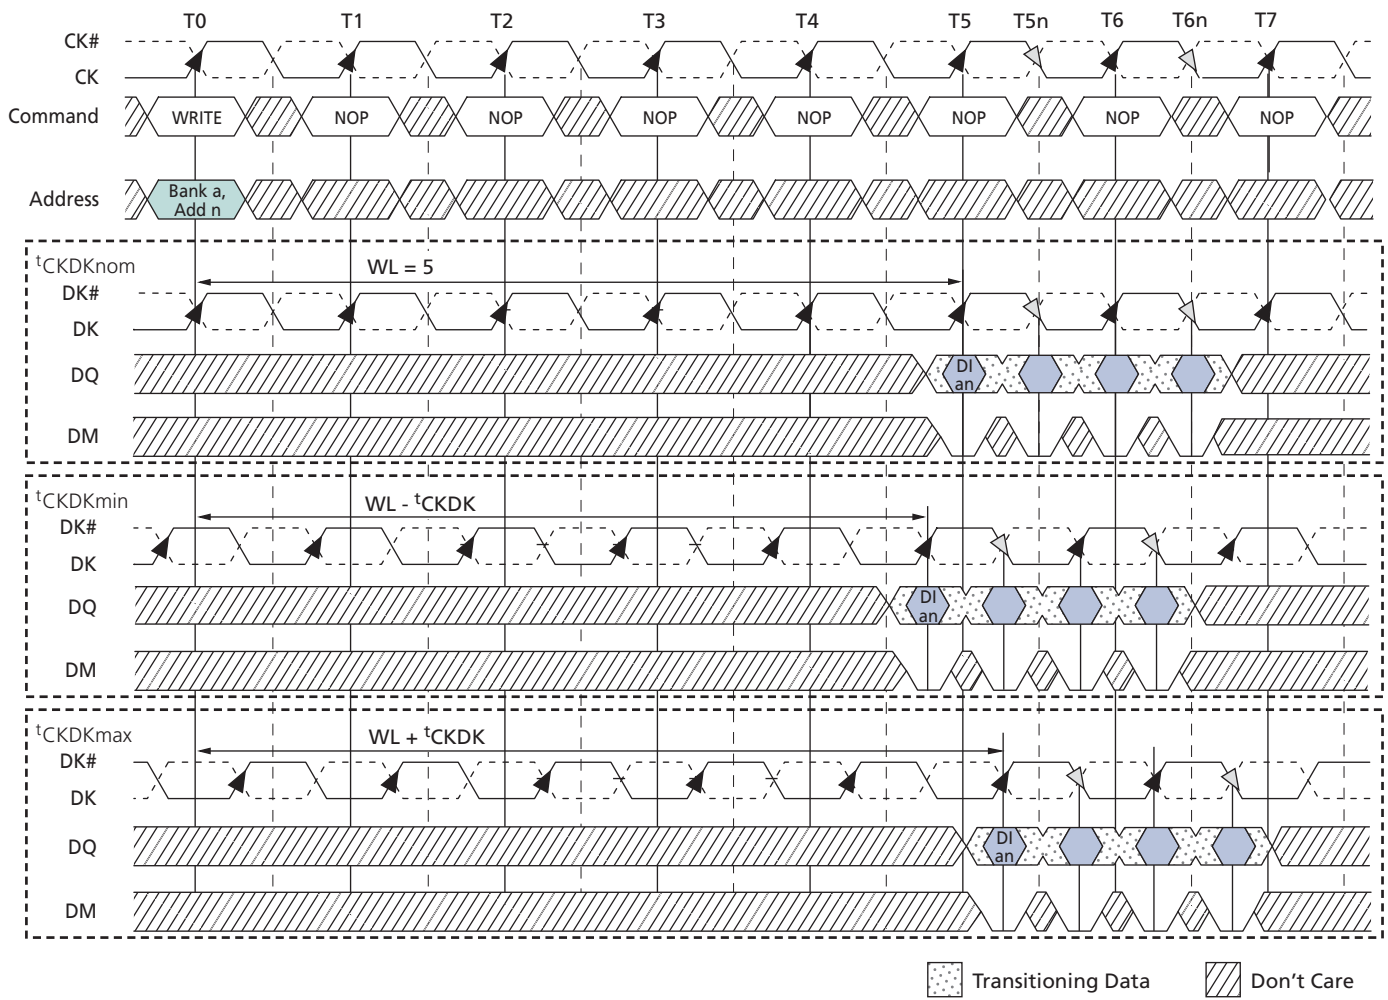 T0 T1 T2 T3 T4 T5 T5n T6 T6n T7
CK#
CK
Command WRITE NOP NOP NOP NOP NOP NOP NOP
Address Bank a,
Add n
tCKDKnom
WL = 5
DK#
DK
DQ DI
an
DM
tCKDKmin
WL - tCKDK
DK#
DK
DQ DI
an
DM
tCKDKmax
WL + tCKDK
DK#
DK
DQ DI
an
DM
Transitioning Data Don't Care